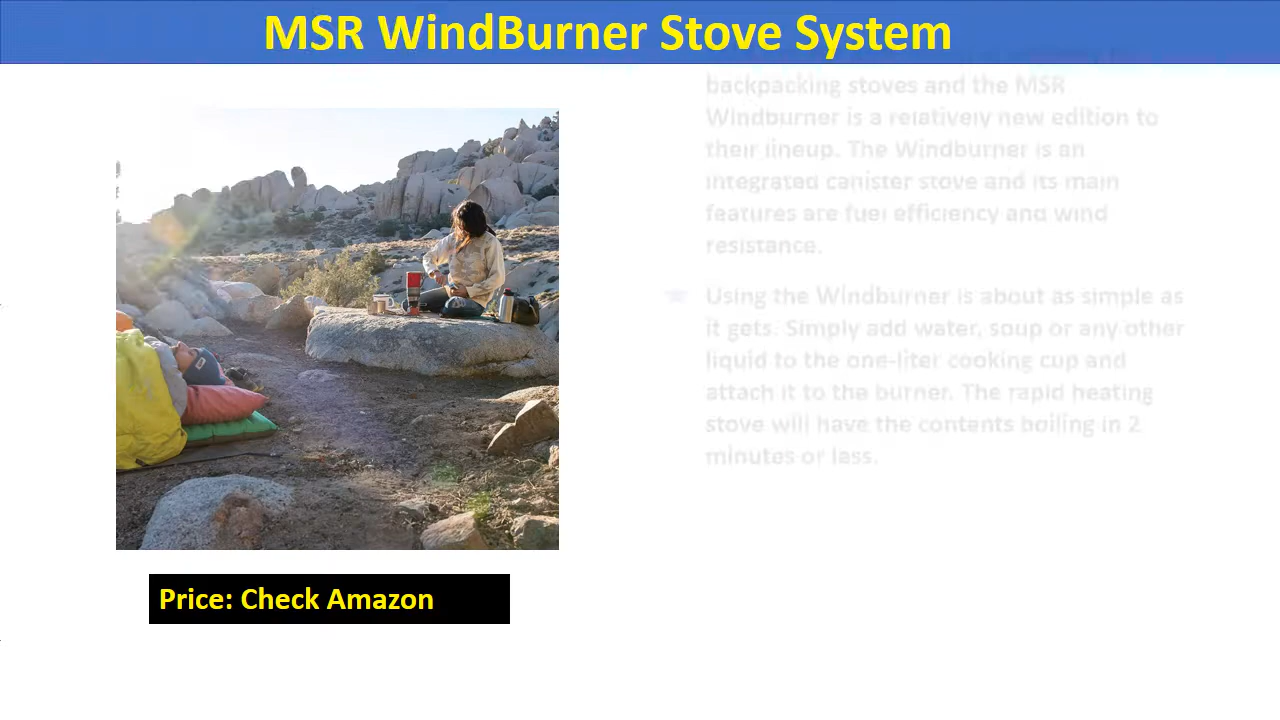 MSR WindBurner Stove System
backpacking stoves and the MSR
Windburner is a relatively new edition to
their lineup. The Windburner is an
integrated canister stove and its main
features are fuel efficiency and wind
resistance.
Using the Windburner is about as simple as
it gets. Simply add water, soup or any other
liquid to the one-liter cooking cup and
attach it to the burner. The rapid heating
stove will have the contents boiling in 2
minutes or less.
Price: Check Amazon